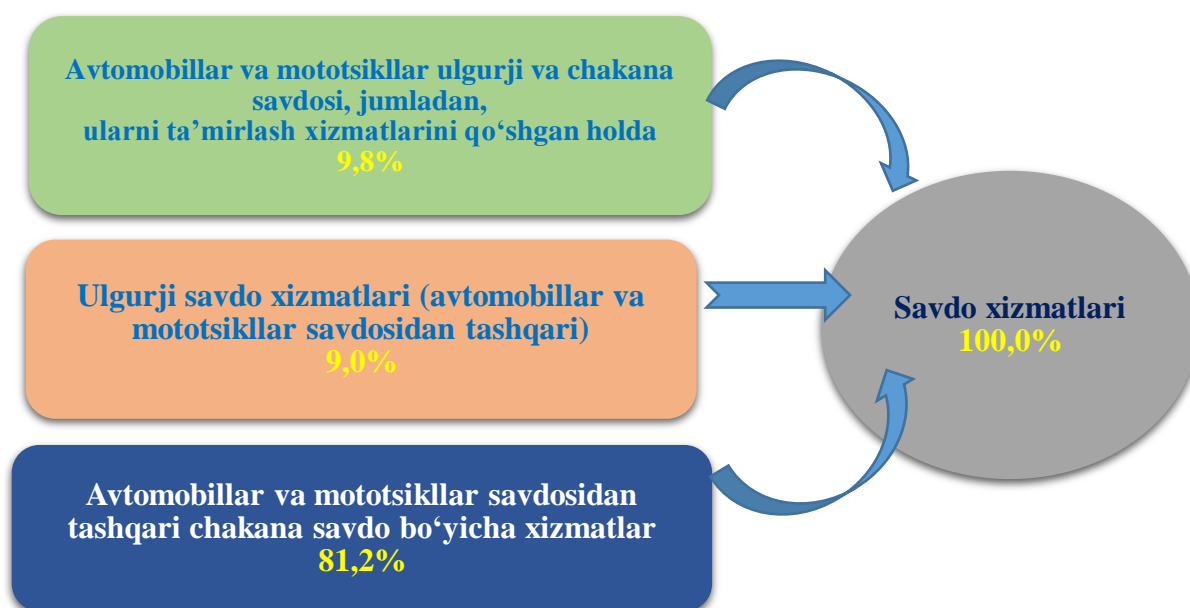 Avtomobillar va mototsikllar ulgurji va chakana
savdosi, jumladan,
ularni ta’mirlash xizmatlarini qo‘shgan holda
9,8%
Ulgurji savdo xizmatlari (avtomobillar va
mototsikllar savdosidan tashqari)
9,0%
Avtomobillar va mototsikllar savdosidan
tashqari chakana savdo bo‘yicha xizmatlar
81,2%
Savdo xizmatlari
100,0%